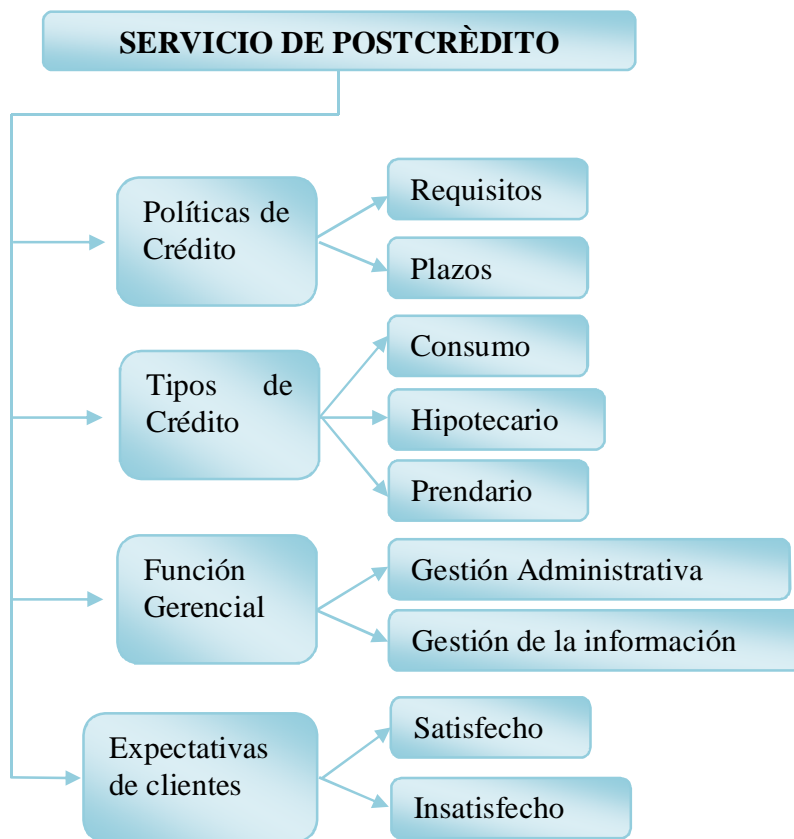 SERVICIO DE POSTCRÈDITO
Políticas de
Crédito
Requisitos
Plazos
Tipos de
Crédito
Consumo
Hipotecario
Prendario
Función
Gerencial
Gestión Administrativa
Gestión de la información
Expectativas
de clientes
Satisfecho
Insatisfecho